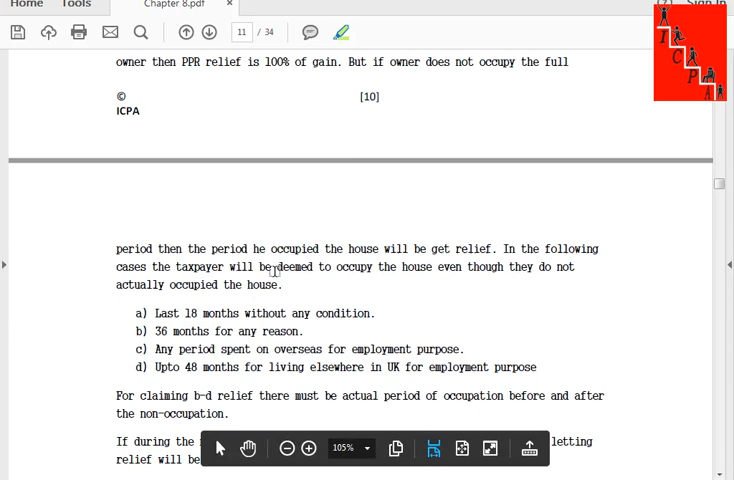 Home Tools Chapter 8.pdf × Sign In
11 / 34
owner then PPR relief is 100% of gain. But if owner does not occupy the full
© [10]
ICPA
period then the period he occupied the house will be get relief. In the following
cases the taxpayer will be deemed to occupy the house even though they do not
actually occupied the house.
a) Last 18 months without any condition.
b) 36 months for any reason.
c) Any period spent on overseas for employment purpose.
d) Upto 48 months for living elsewhere in UK for employment purpose
For claiming b-d relief there must be actual period of occupation before and after
the non-occupation.
If during the letting
relief will be
105%
I
C
P
A